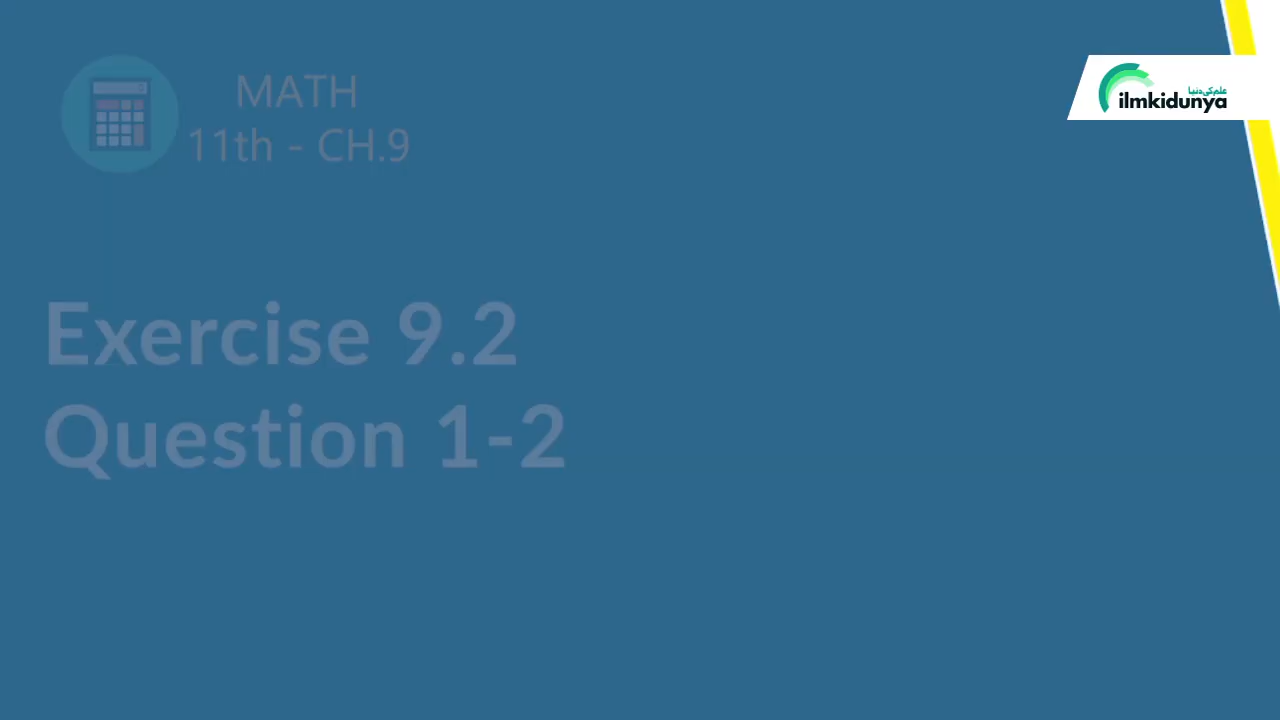 MATH
11th - CH.9
علم کی دنیا
ilmkidunya
Exercise 9.2
Question 1-2